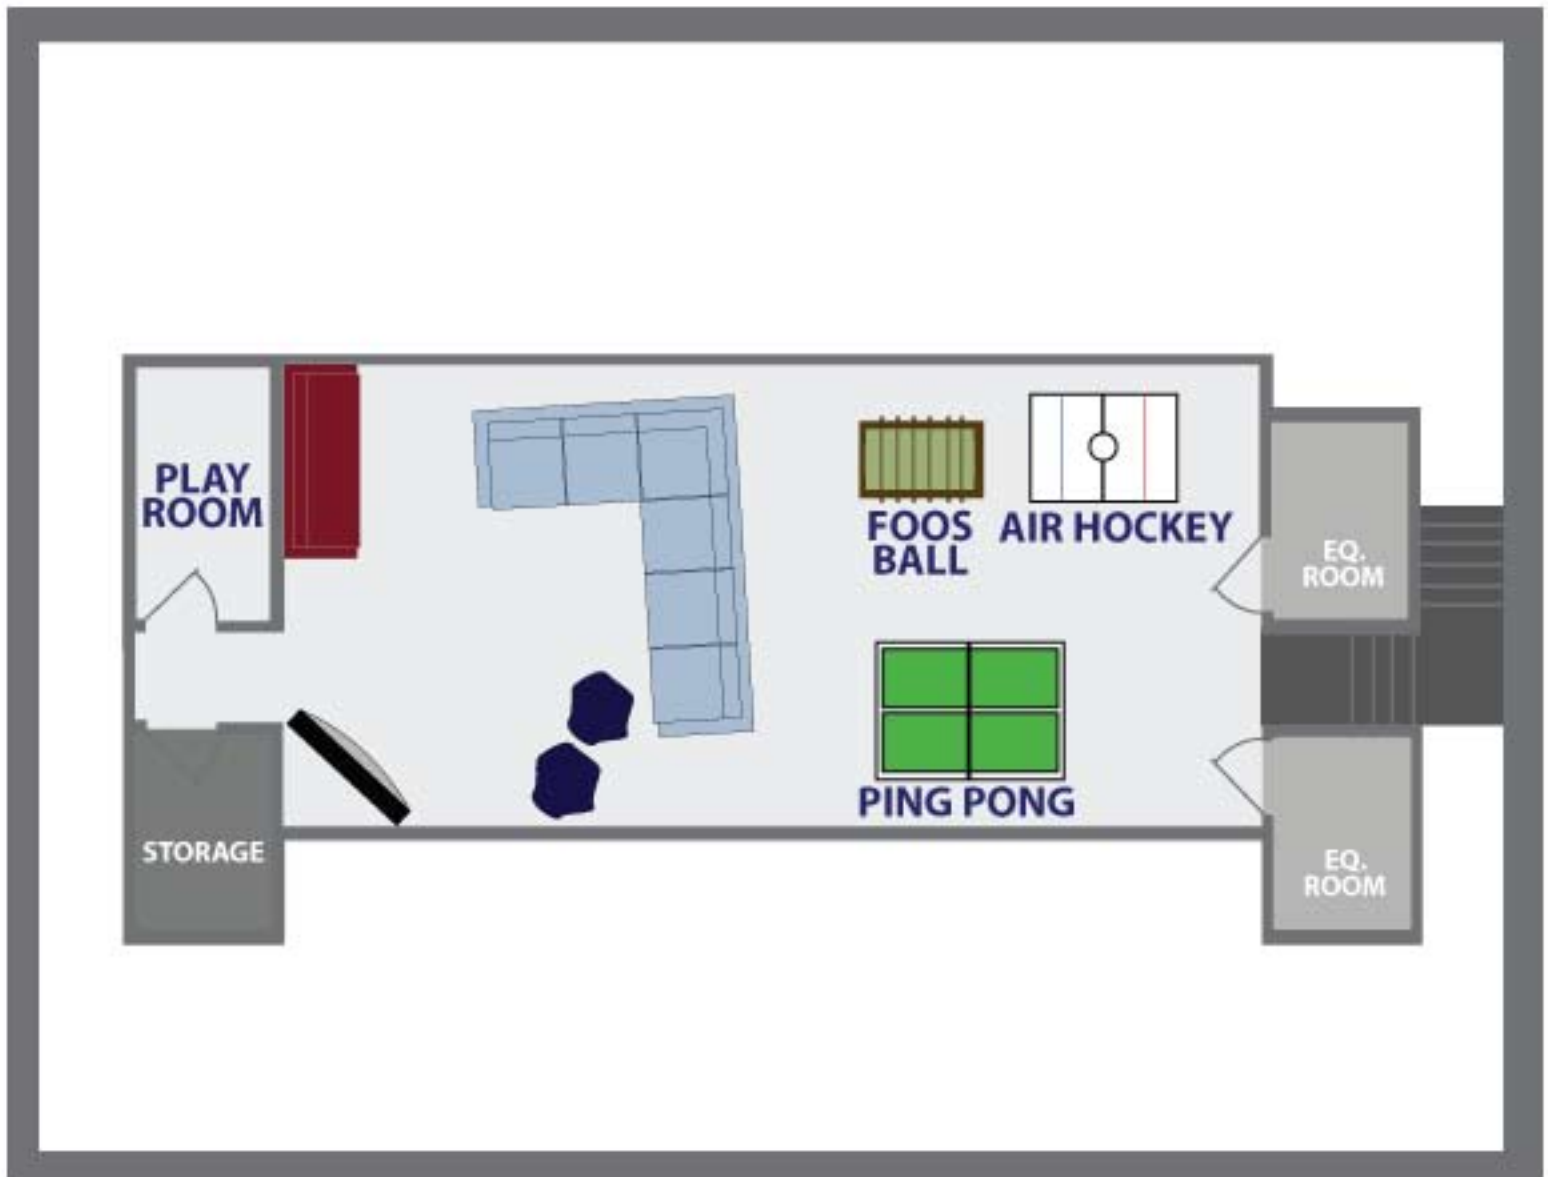 PLAY
ROOM
FOOS
BALL
AIR HOCKEY
EQ.
ROOM
PING PONG
STORAGE
EQ.
ROOM